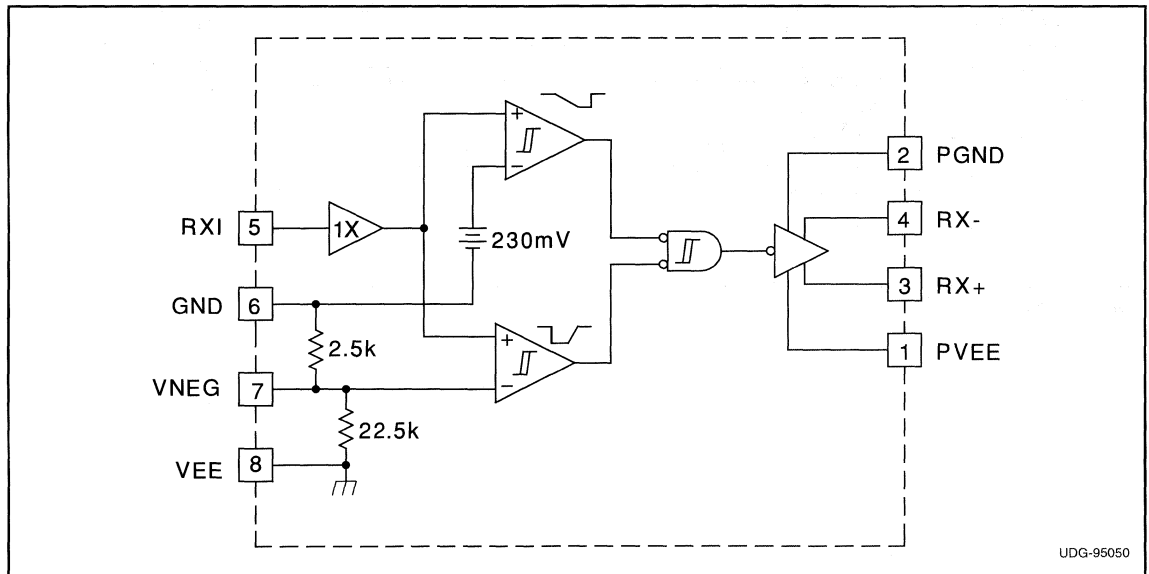 RXI 5
1X
+
−
230mV
GND 6
2.5k
+
−
VNEG 7
22.5k
VEE 8
2 PGND
4 RX-
3 RX+
1 PVEE
UDG-95050